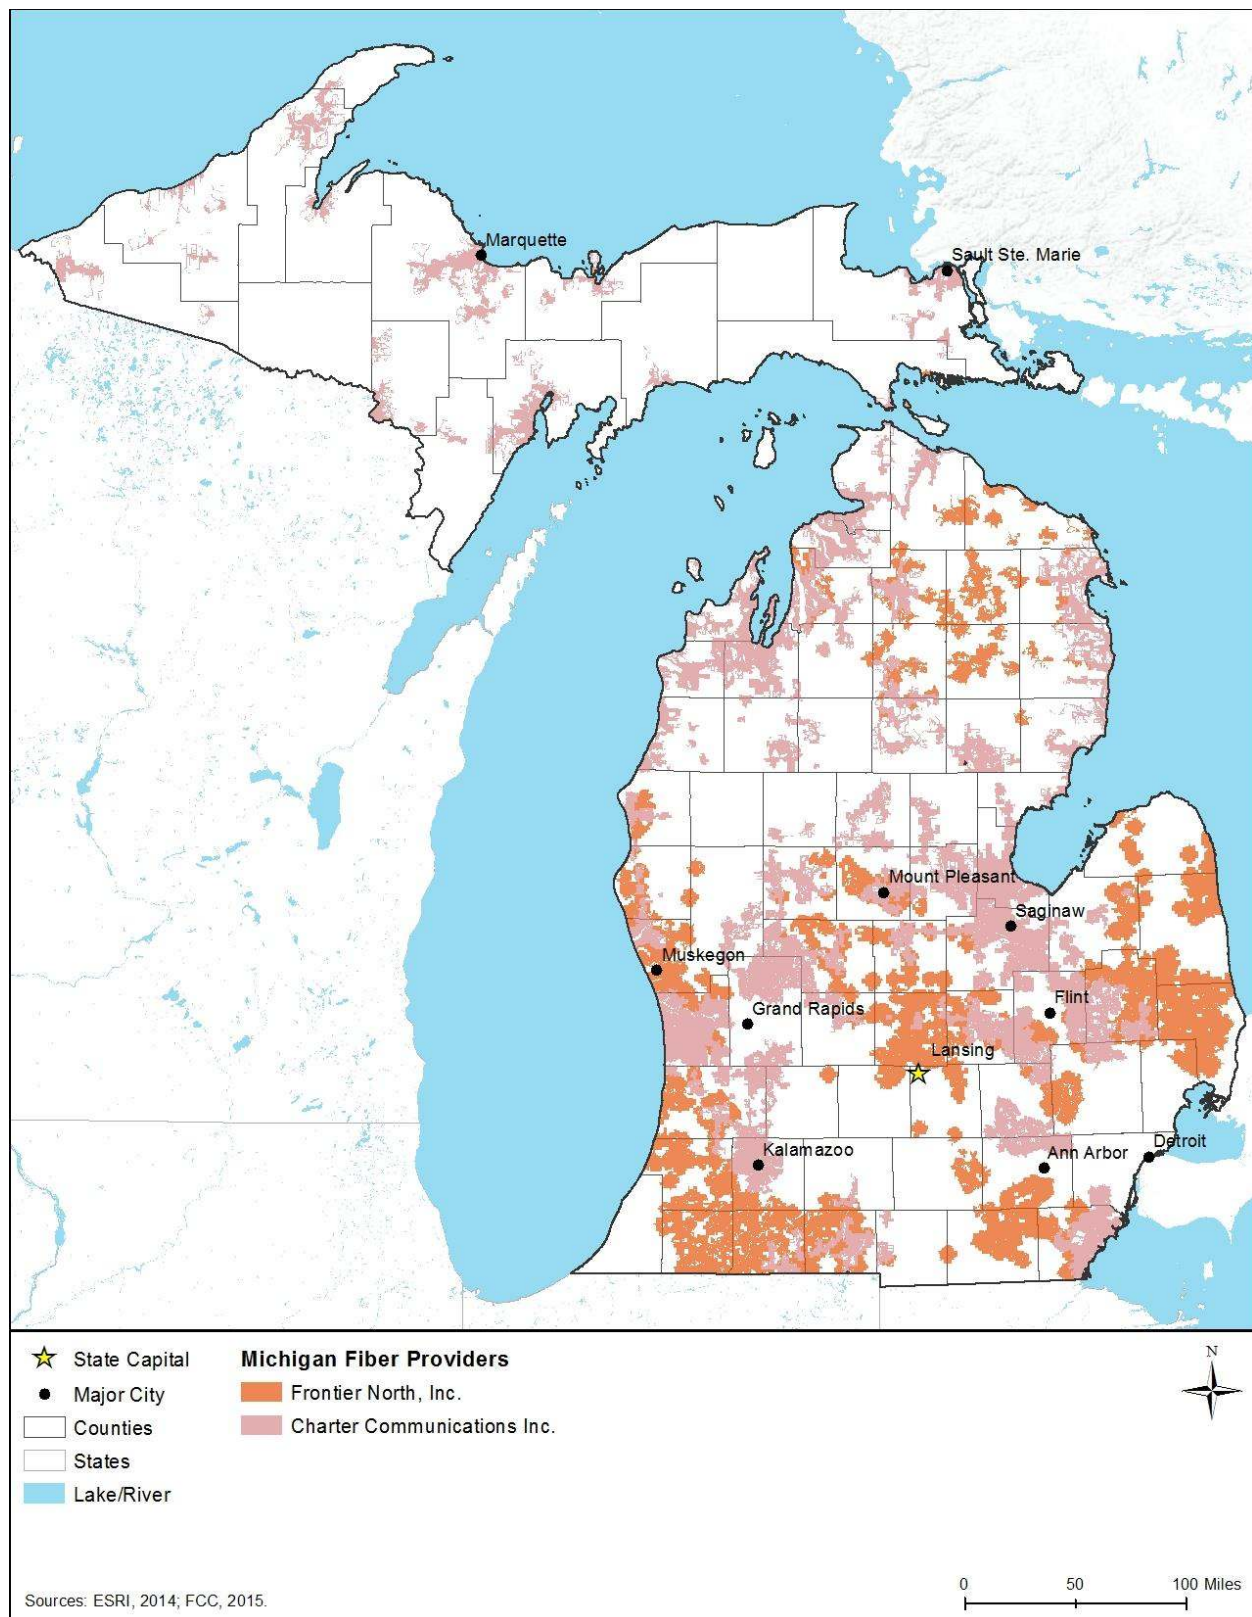 Marquette
Sault Ste. Marie
Mount Pleasant
Saginaw
Muskegon
Grand Rapids
Flint
Lansing
Kalamazoo
Ann Arbor
Detroit
State Capital
Major City
Counties
States
Lake/River
Michigan Fiber Providers
Frontier North, Inc.
Charter Communications Inc.
N
0 50 100 Miles
Sources: ESRI, 2014; FCC, 2015.